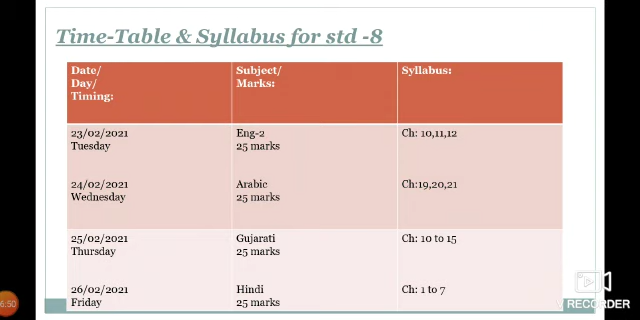 Time-Table & Syllabus for std -8
Date/
Day/
Timing:
Subject/
Marks:
Syllabus:
23/02/2021
Tuesday
Eng-2
25 marks
Ch: 10,11,12
24/02/2021
Wednesday
Arabic
25 marks
Ch:19,20,21
25/02/2021
Thursday
Gujarati
25 marks
Ch: 10 to 15
26/02/2021
Friday
Hindi
25 marks
Ch: 1 to 7
6:50
RECORDER